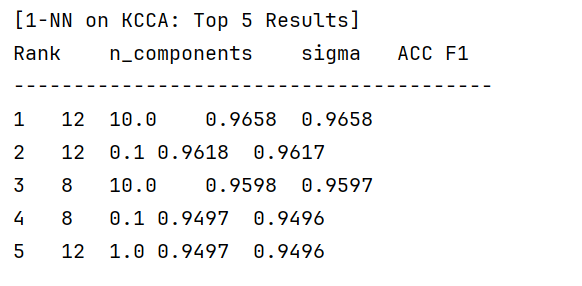 [1-NN on KCCA: Top 5 Results]
Rank    n_components    sigma   ACC F1
----------------------------------------
1   12  10.0    0.9658  0.9658
2   12  0.1 0.9618  0.9617
3   8   10.0    0.9598  0.9597
4   8   0.1 0.9497  0.9496
5   12  1.0 0.9497  0.9496